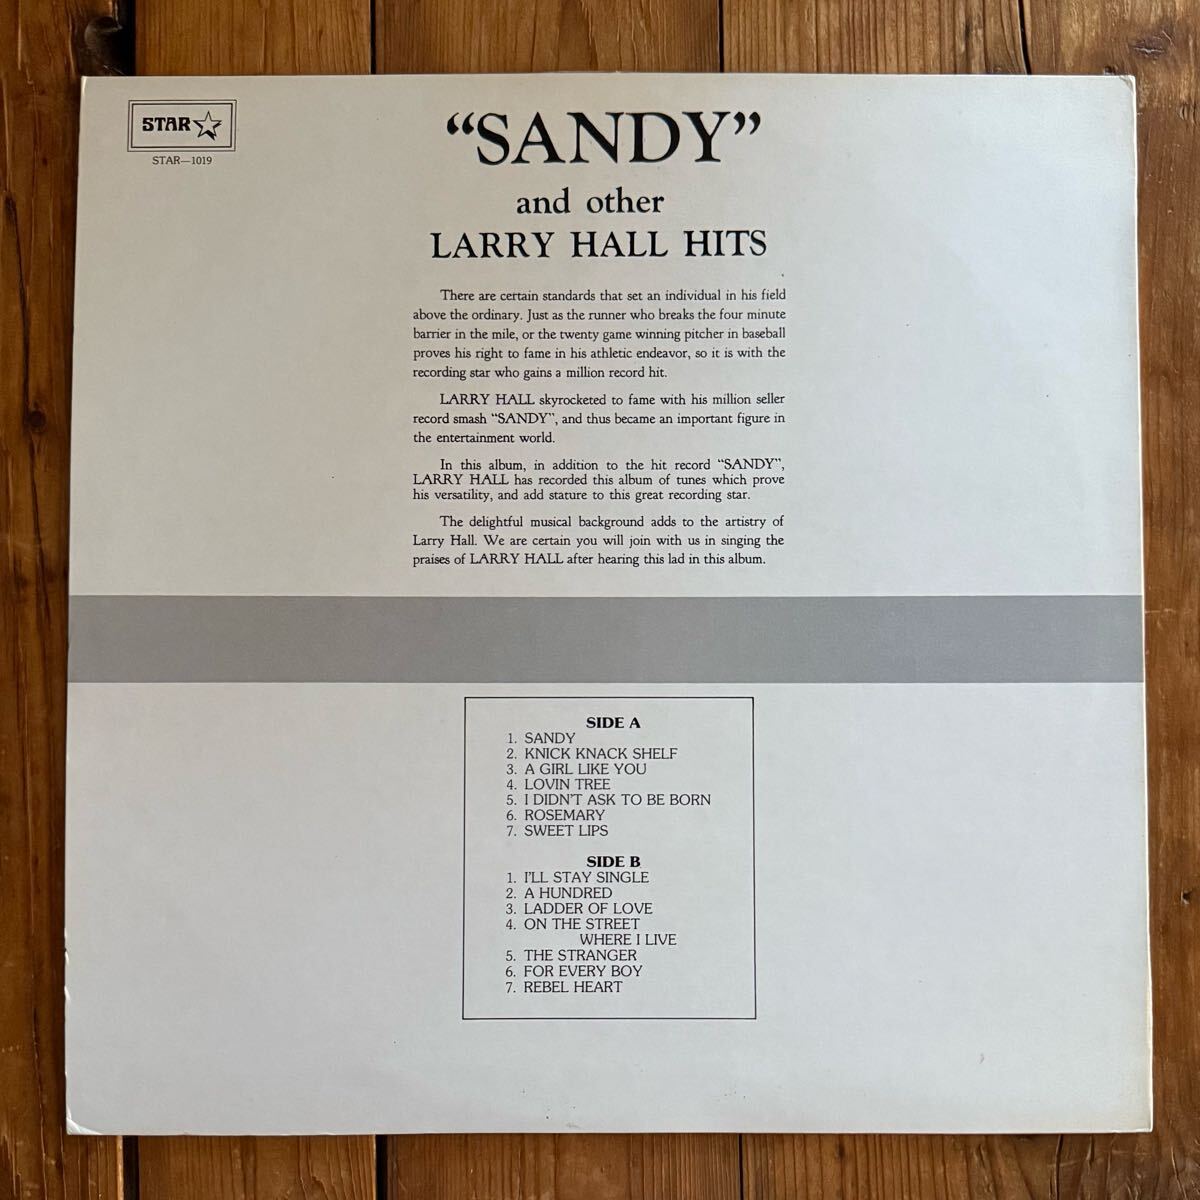 STAR
STAR—1019
“SANDY”
and other
LARRY HALL HITS
There are certain standards that set an individual in his field
above the ordinary. Just as the runner who breaks the four minute
barrier in the mile, or the twenty game winning pitcher in baseball
proves his right to fame in his athletic endeavor, so it is with the
recording star who gains a million record hit.
LARRY HALL skyrocketed to fame with his million seller
record smash “SANDY”, and thus became an important figure in
the entertainment world.
In this album, in addition to the hit record “SANDY”,
LARRY HALL has recorded this album of tunes which prove
his versatility, and add stature to this great recording star.
The delightful musical background adds to the artistry of
Larry Hall. We are certain you will join with us in singing the
praises of LARRY HALL after hearing this lad in this album.
SIDE A
1. SANDY
2. KNICK KNACK SHELF
3. A GIRL LIKE YOU
4. LOVIN TREE
5. I DIDN'T ASK TO BE BORN
6. ROSEMARY
7. SWEET LIPS
SIDE B
1. I'LL STAY SINGLE
2. A HUNDRED
3. LADDER OF LOVE
4. ON THE STREET
WHERE I LIVE
5. THE STRANGER
6. FOR EVERY BOY
7. REBEL HEART